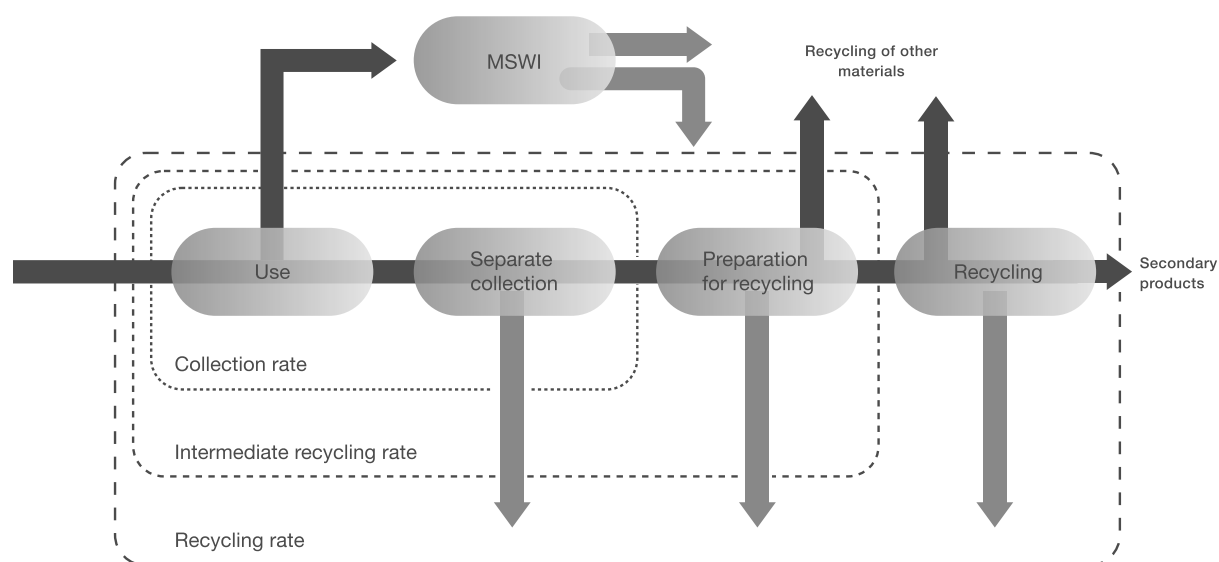 MSWI
Recycling of other
materials
Use
Separate
collection
Preparation
for recycling
Recycling
Secondary
products
Collection rate
Intermediate recycling rate
Recycling rate